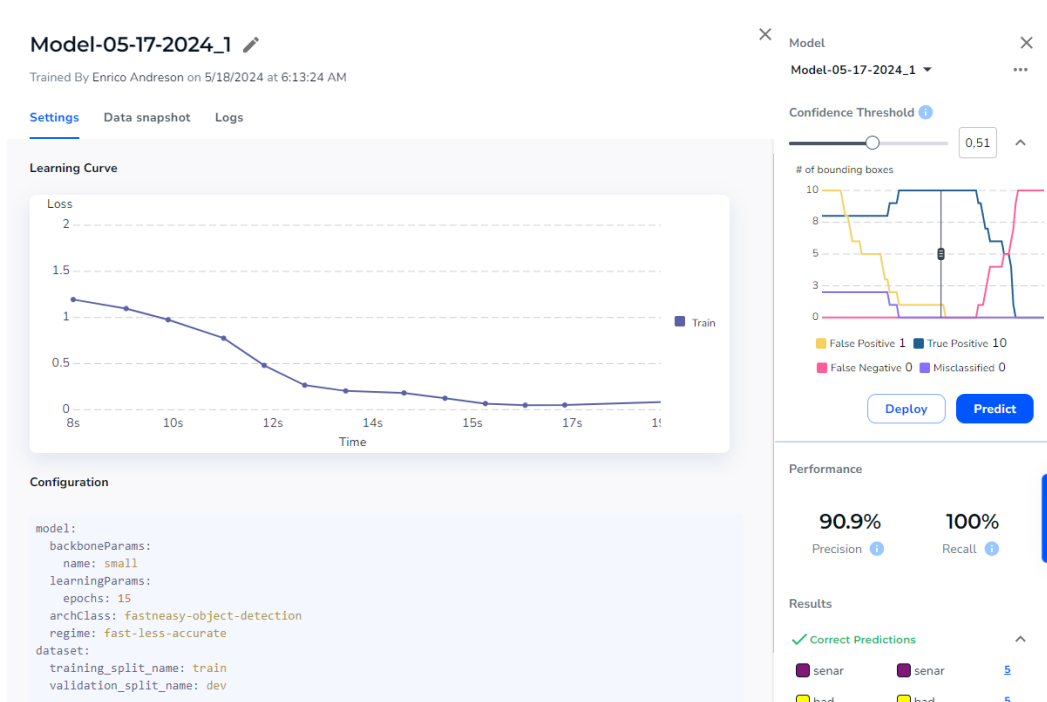 Model-05-17-2024_1
Trained By Enrico Andreson on 5/18/2024 at 6:13:24 AM
Settings Data snapshot Logs
Learning Curve
Loss
2
1.5
1
0.5
0
8s 10s 12s 14s 15s 17s
Time
Train
Configuration
model:
backboneParams:
name: small
learningParams:
epochs: 15
archClass: fastneasy-object-detection
regime: fast-less-accurate
dataset:
training_split_name: train
validation_split_name: dev
Model
Model-05-17-2024_1
Confidence Threshold
0,51
# of bounding boxes
10
8
5
3
0
False Positive 1 True Positive 10
False Negative 0 Misclassified 0
Deploy Predict
Performance
90.9% 100%
Precision Recall
Results
Correct Predictions
senar senar 5
bad bad 5